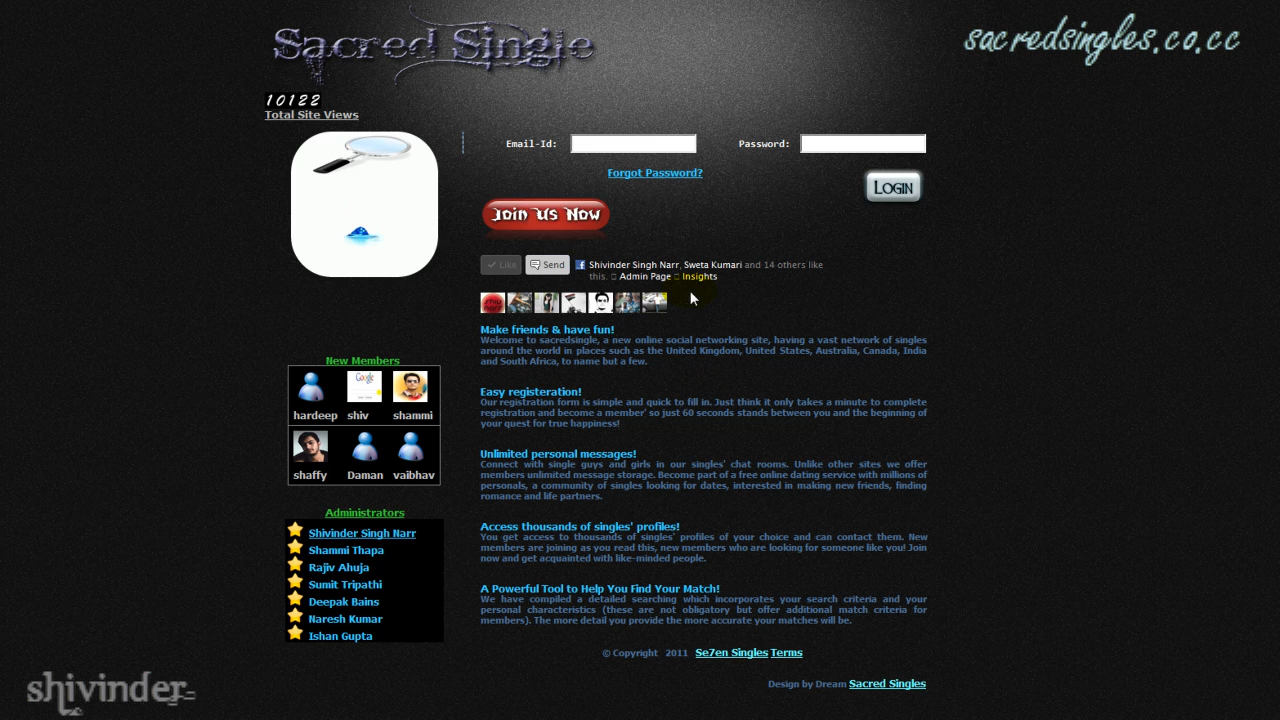 Sacred Single
sacredsingles.co.cc
10122
Total Site Views
Email-Id:
Password:
Forgot Password?
Login
Join Us Now
Like
Send
Shivinder Singh Narr, Sweta Kumari and 14 others like
this. Admin Page Insights
Make friends & have fun!
Welcome to sacredsingle, a new online social networking site, having a vast network of singles
around the world in places such as the United Kingdom, United States, Australia, Canada, India
and South Africa, to name but a few.
New Members
hardeep shiv shammi
shaffy Daman vaibhav
Easy registeration!
Our registration form is simple and quick to fill in. Just think it only takes a minute to complete
registration and become a member' so just 60 seconds stands between you and the beginning of
your quest for true happiness!
Unlimited personal messages!
Connect with single guys and girls in our singles' chat rooms. Unlike other sites we offer
members unlimited message storage. Become part of a free online dating service with millions of
personals, a community of singles looking for dates, interested in making new friends, finding
romance and life partners.
Administrators
Shivinder Singh Narr
Shammi Thapa
Rajiv Ahuja
Sumit Tripathi
Deepak Bains
Naresh Kumar
Ishan Gupta
Access thousands of singles' profiles!
You get access to thousands of singles' profiles of your choice and can contact them. New
members are joining as you read this, new members who are looking for someone like you! Join
now and get acquainted with like-minded people.
A Powerful Tool to Help You Find Your Match!
We have compiled a detailed searching which incorporates your search criteria and your
personal characteristics (these are not obligatory but offer additional match criteria for
members). The more detail you provide the more accurate your matches will be.
© Copyright 2011 Se7en Singles Terms
Design by Dream Sacred Singles
shivinder